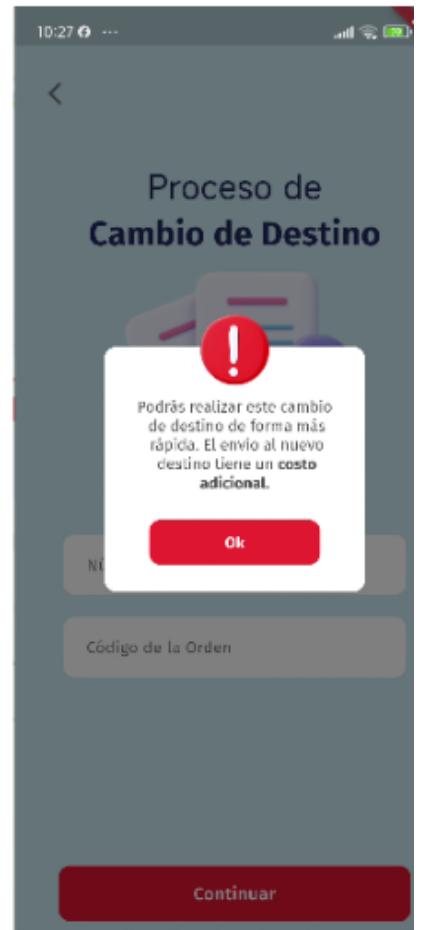 10:27
Proceso de
Cambio de Destino
Podrás realizar este cambio
de destino de forma más
rápida. El envío al nuevo
destino tiene un costo
adicional.
Ok
Código de la Orden
Continuar